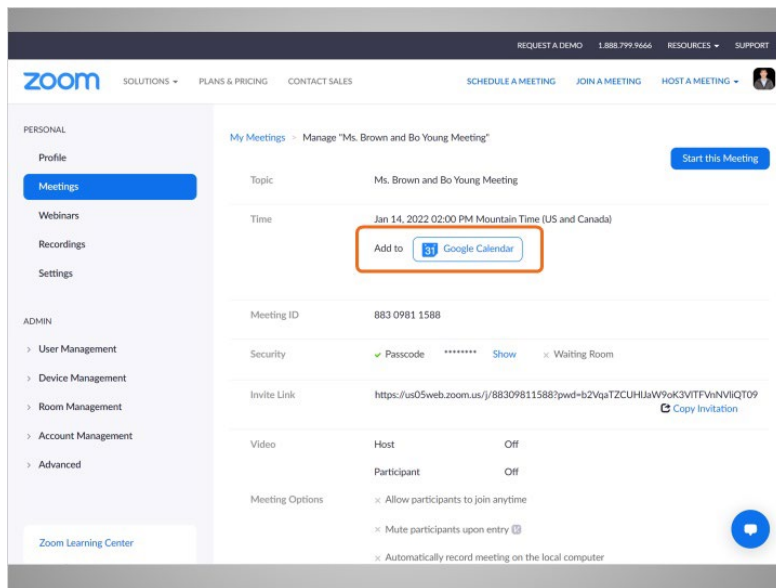 REQUEST A DEMO 1.888.799.9666 RESOURCES SUPPORT
zoom SOLUTIONS PLANS & PRICING CONTACT SALES SCHEDULE A MEETING JOIN A MEETING HOST A MEETING
PERSONAL
Profile
Meetings
Webinars
Recordings
Settings
ADMIN
> User Management
> Device Management
> Room Management
> Account Management
> Advanced
Zoom Learning Center
My Meetings > Manage "Ms. Brown and Bo Young Meeting"
Start this Meeting
Topic Ms. Brown and Bo Young Meeting
Time Jan 14, 2022 02:00 PM Mountain Time (US and Canada)
Add to 31 Google Calendar
Meeting ID 883 0981 1588
Security Passcode ******** Show × Waiting Room
Invite Link https://us05web.zoom.us/j/88309811588?pwd=b2VqaTZCUHlJaW9oK3VlTFVnNVliQT09
Copy Invitation
Video Host Off
Participant Off
Meeting Options × Allow participants to join anytime
× Mute participants upon entry
× Automatically record meeting on the local computer